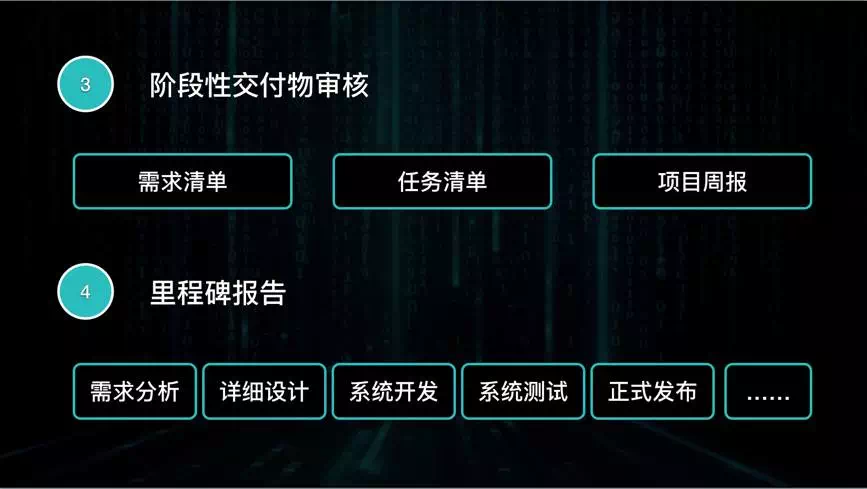 3 阶段性交付物审核
需求清单 任务清单 项目周报
4 里程碑报告
需求分析 详细设计 系统开发 系统测试 正式发布 ……